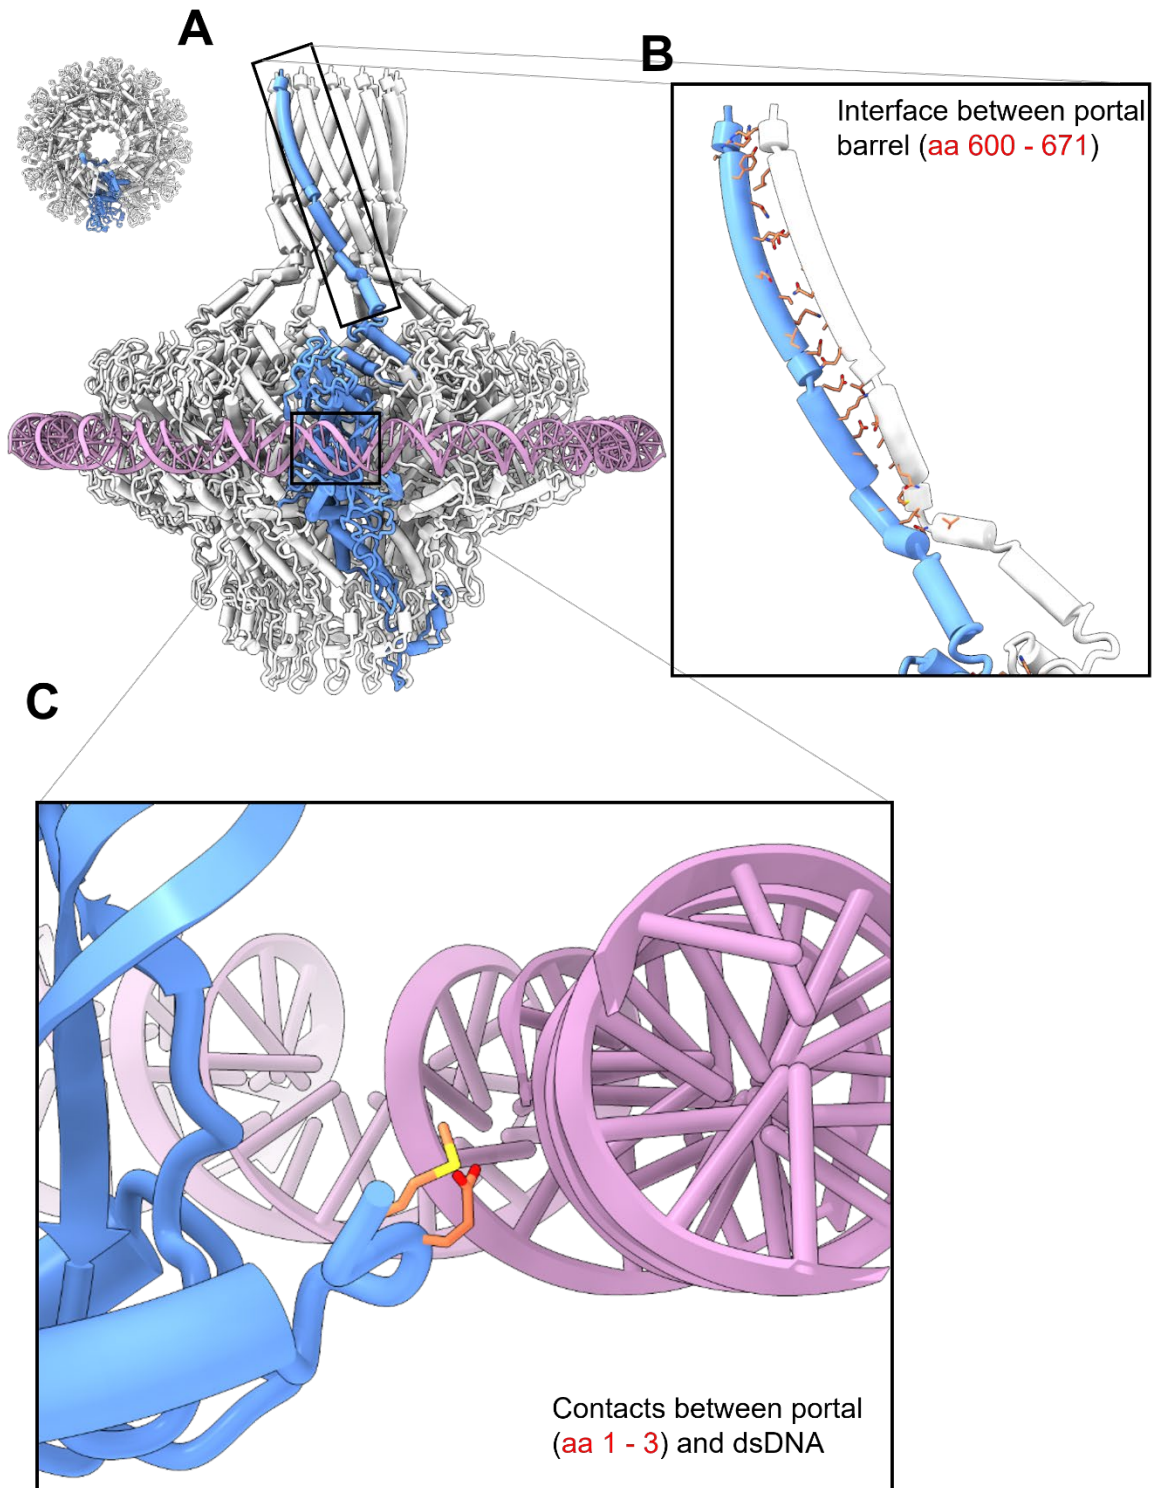 A
B
Interface between portal
barrel (aa 600 - 671)
C
Contacts between portal
(aa 1 - 3) and dsDNA